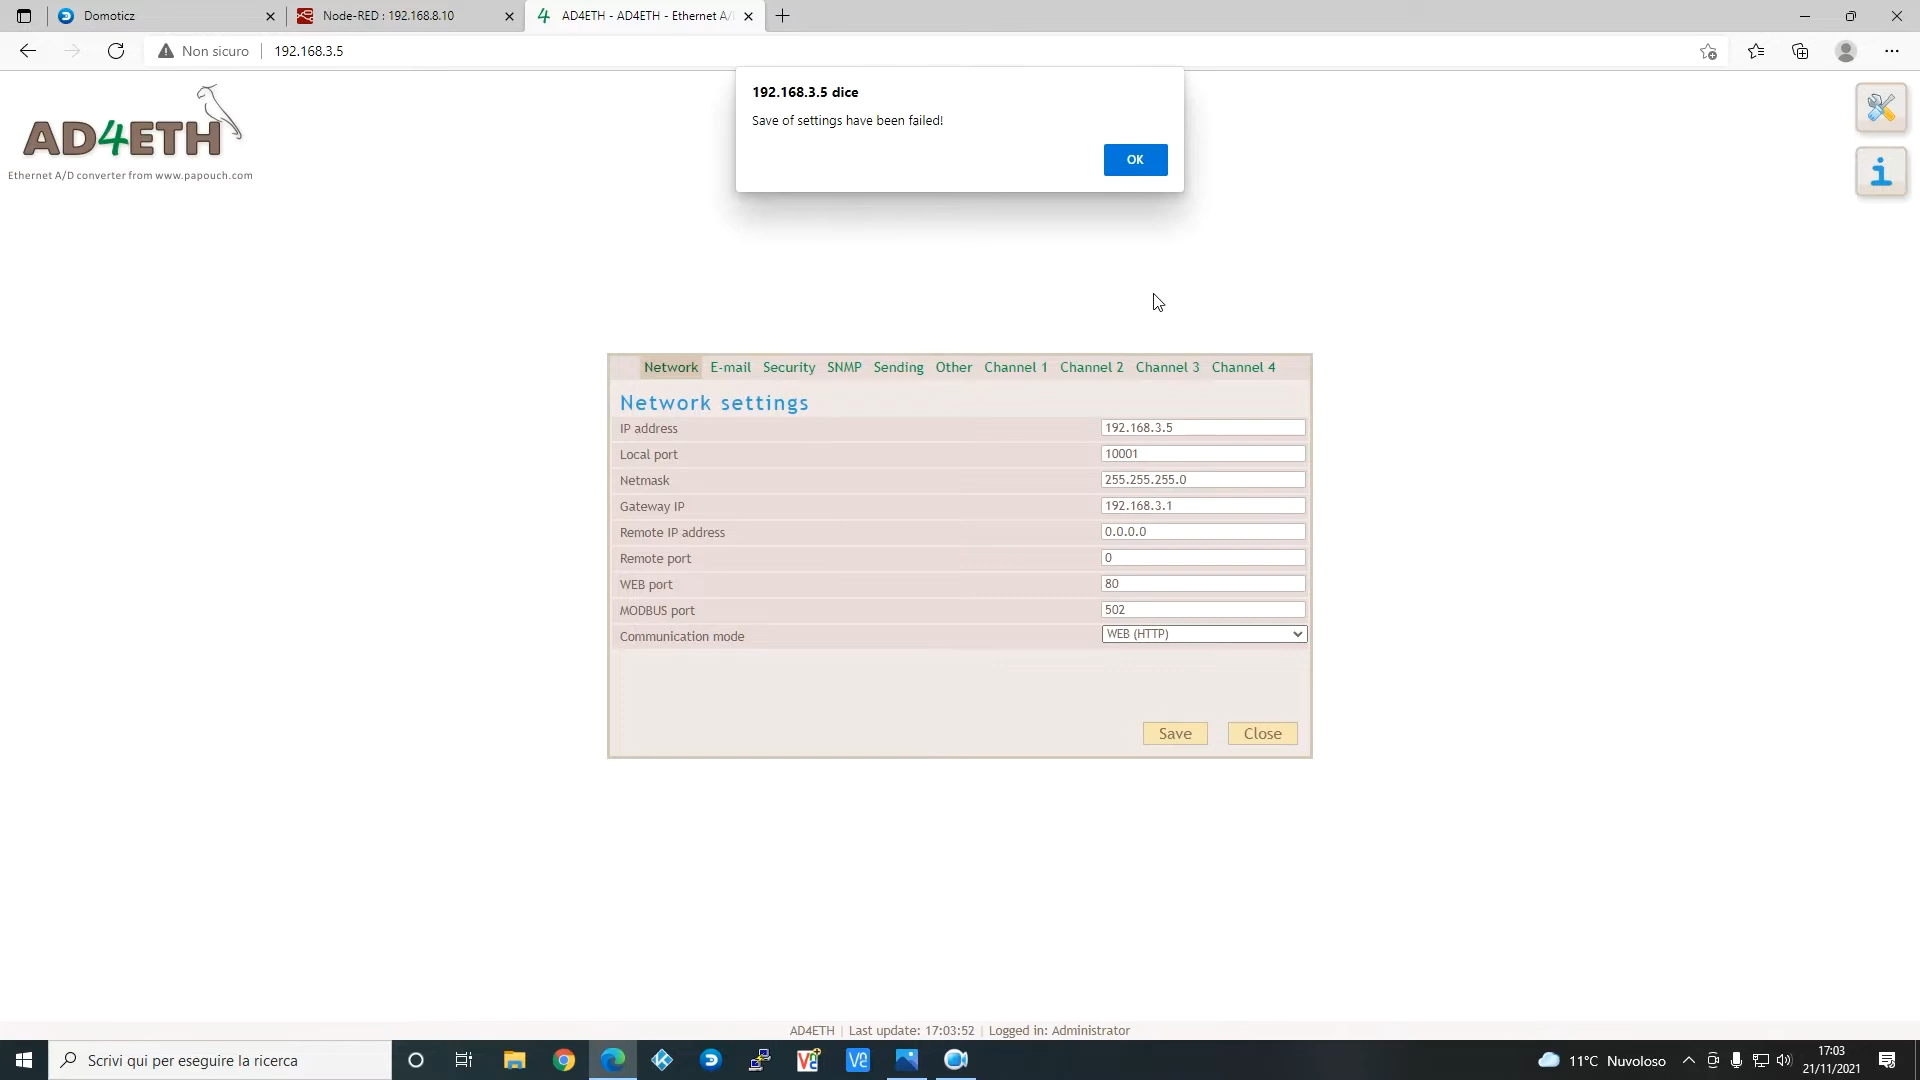 Domoticz
Node-RED : 192.168.8.10
AD4ETH - AD4ETH - Ethernet A/
Non sicuro
192.168.3.5
AD4ETH
Ethernet A/D converter from www.papouch.com
192.168.3.5 dice
Save of settings have been failed!
OK
Network E-mail Security SNMP Sending Other Channel 1 Channel 2 Channel 3 Channel 4
Network settings
IP address 192.168.3.5
Local port 10001
Netmask 255.255.255.0
Gateway IP 192.168.3.1
Remote IP address 0.0.0.0
Remote port 0
WEB port 80
MODBUS port 502
Communication mode WEB (HTTP)
Save Close
AD4ETH | Last update: 17:03:52 | Logged in: Administrator
Scrivi qui per eseguire la ricerca
11°C Nuvoloso
17:03
21/11/2021